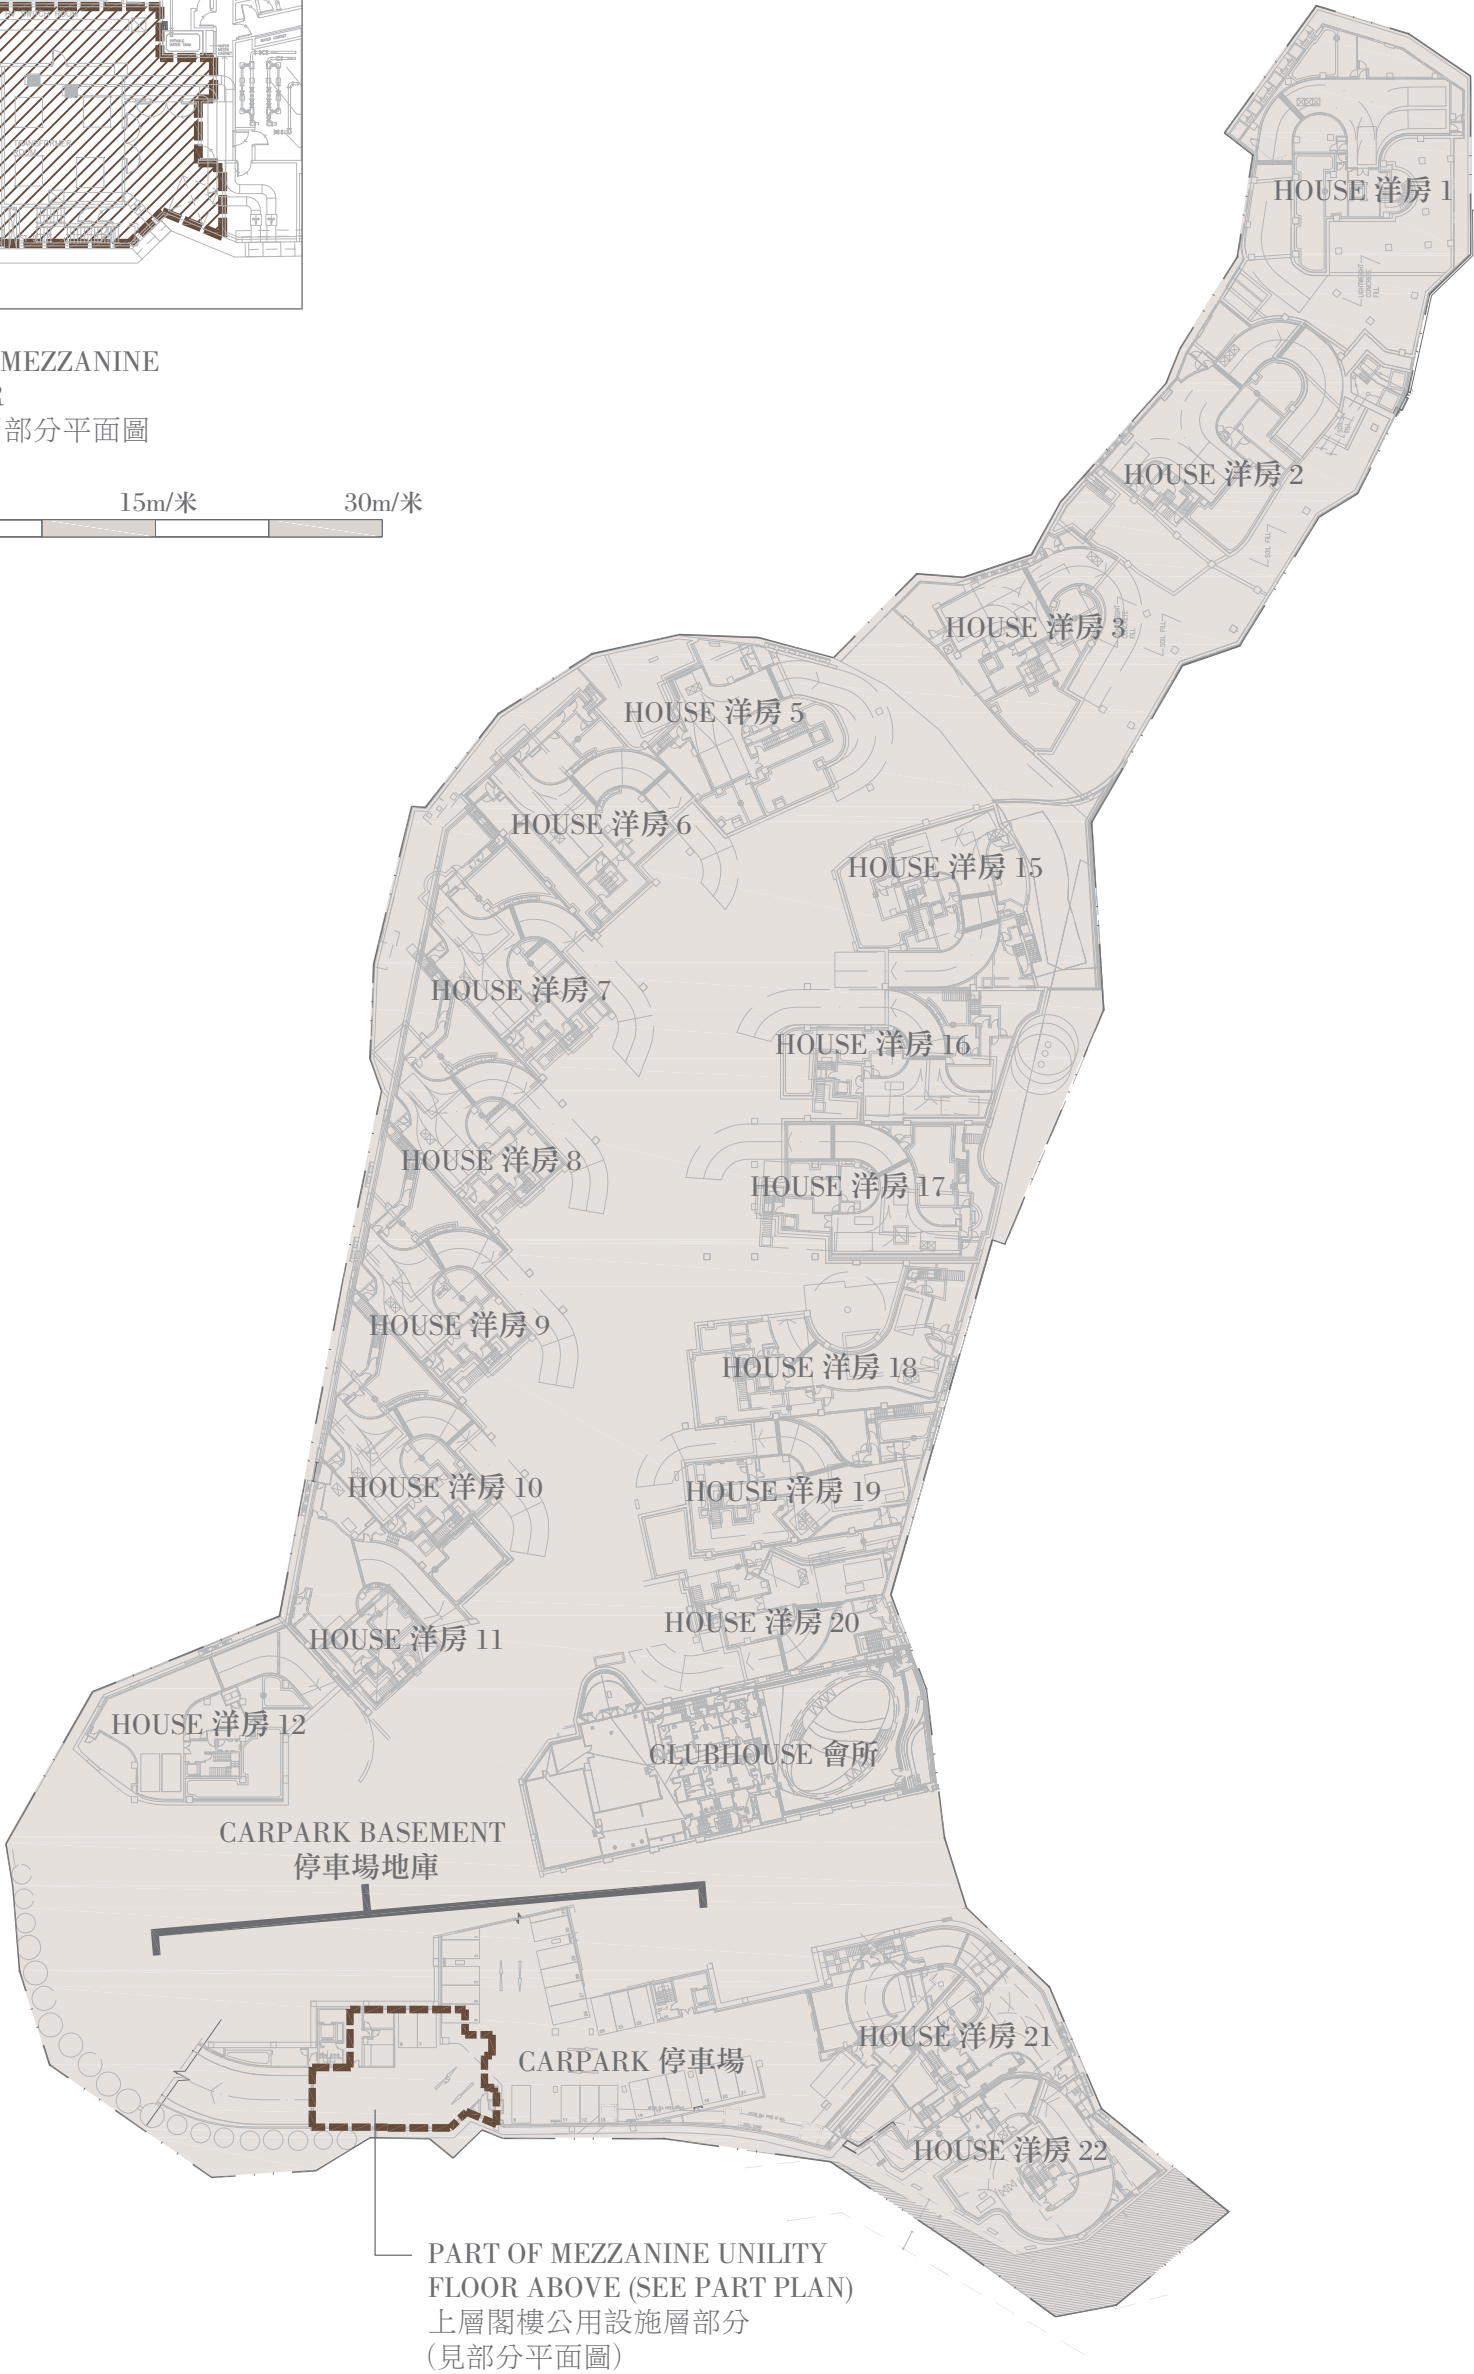 TRANSFORMER
ROOM
MEZZANINE
部分平面圖
15m/米
30m/米
HOUSE 洋房 1
HOUSE 洋房 2
HOUSE 洋房 3
HOUSE 洋房 5
HOUSE 洋房 6
HOUSE 洋房 15
HOUSE 洋房 7
HOUSE 洋房 16
HOUSE 洋房 8
HOUSE 洋房 17
HOUSE 洋房 9
HOUSE 洋房 18
HOUSE 洋房 10
HOUSE 洋房 19
HOUSE 洋房 20
HOUSE 洋房 11
HOUSE 洋房 12
CLUBHOUSE 會所
CARPARK BASEMENT
停車場地庫
HOUSE 洋房 21
CARPARK 停車場
HOUSE 洋房 22
PART OF MEZZANINE UNILITY
FLOOR ABOVE (SEE PART PLAN)
上層閣樓公用設施層部分
(見部分平面圖)